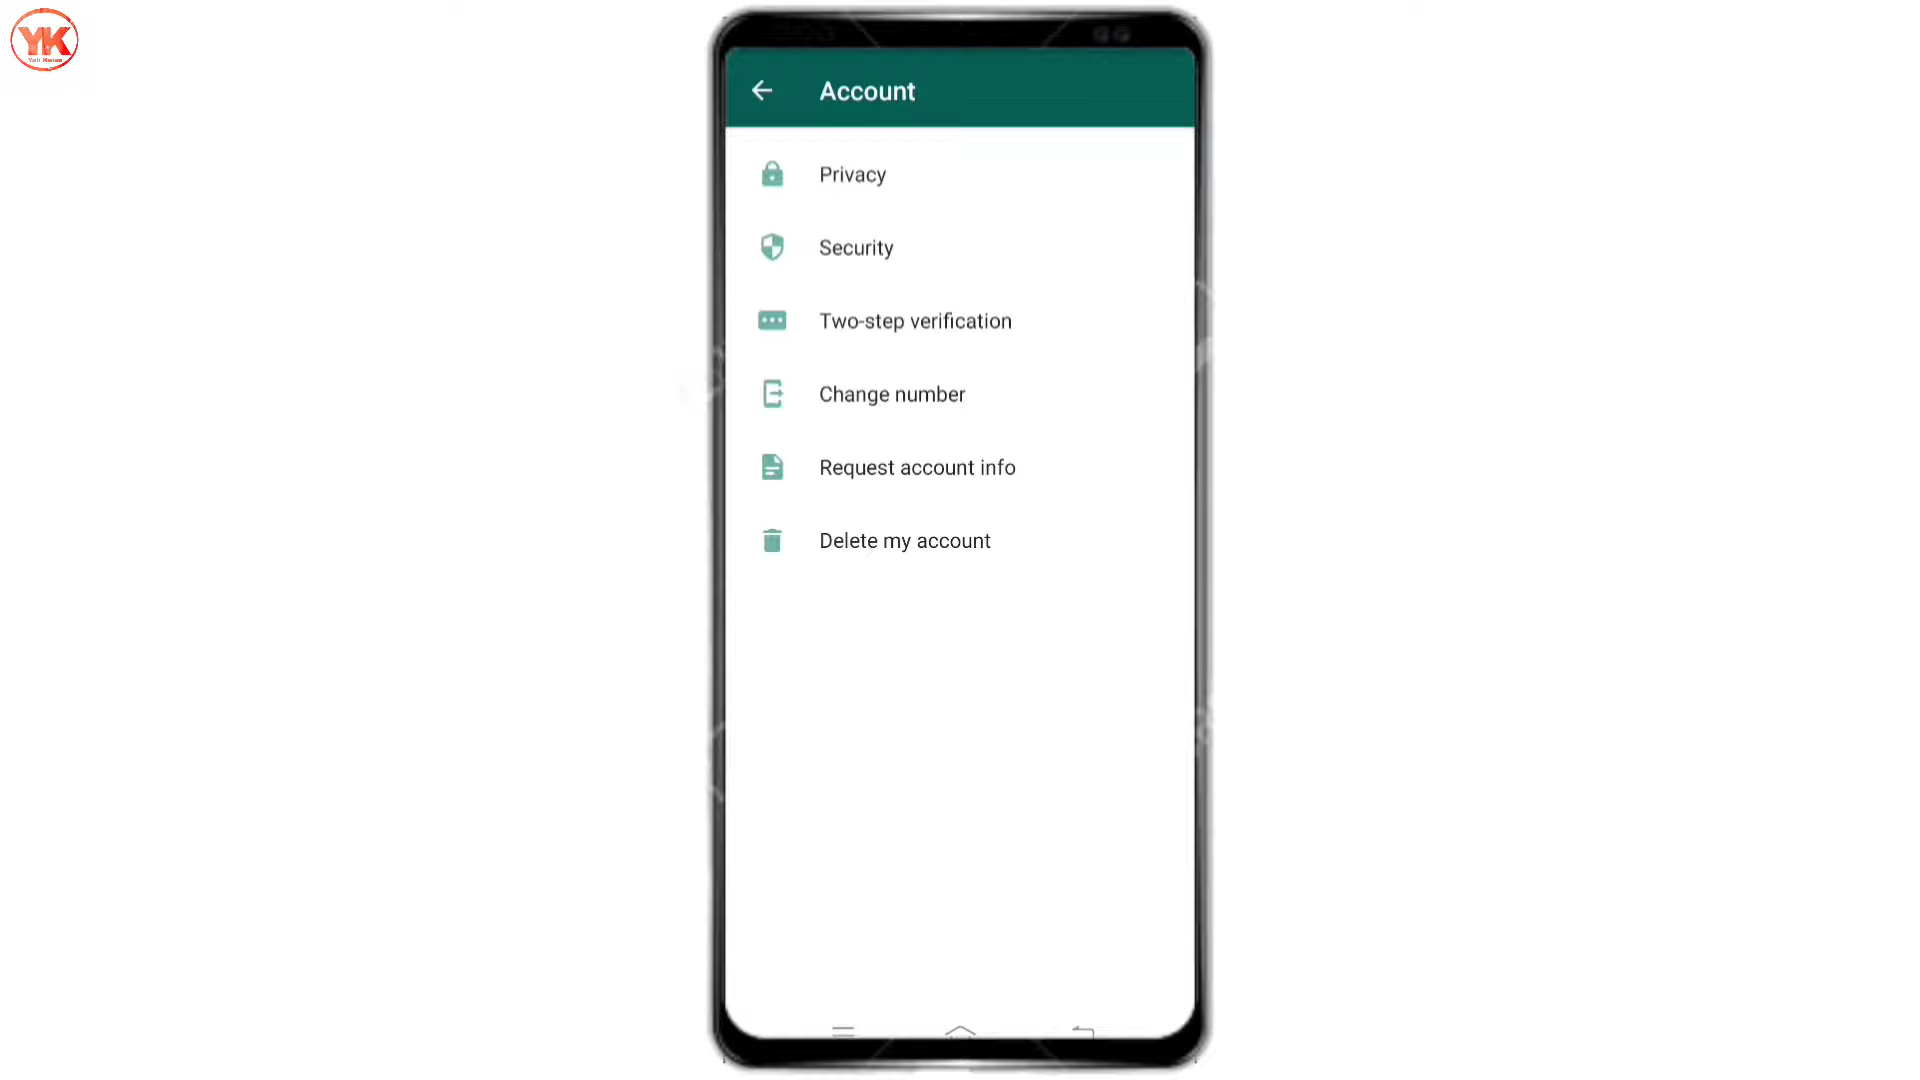 YK
Account
Privacy
Security
Two-step verification
Change number
Request account info
Delete my account